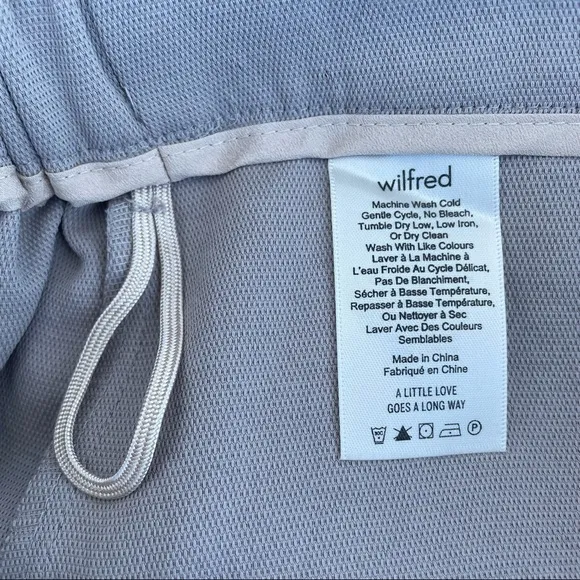 wilfred
Machine Wash Cold
Gentle Cycle, No Bleach,
Tumble Dry Low, Low Iron,
Or Dry Clean
Wash With Like Colours
Laver à La Machine à
L'eau Froide Au Cycle Délicat,
Pas De Blanchiment,
Sécher à Basse Température,
Repasser à Basse Température,
Ou Nettoyer à Sec
Laver Avec Des Couleurs
Semblables
Made in China
Fabriqué en Chine
A LITTLE LOVE
GOES A LONG WAY
P